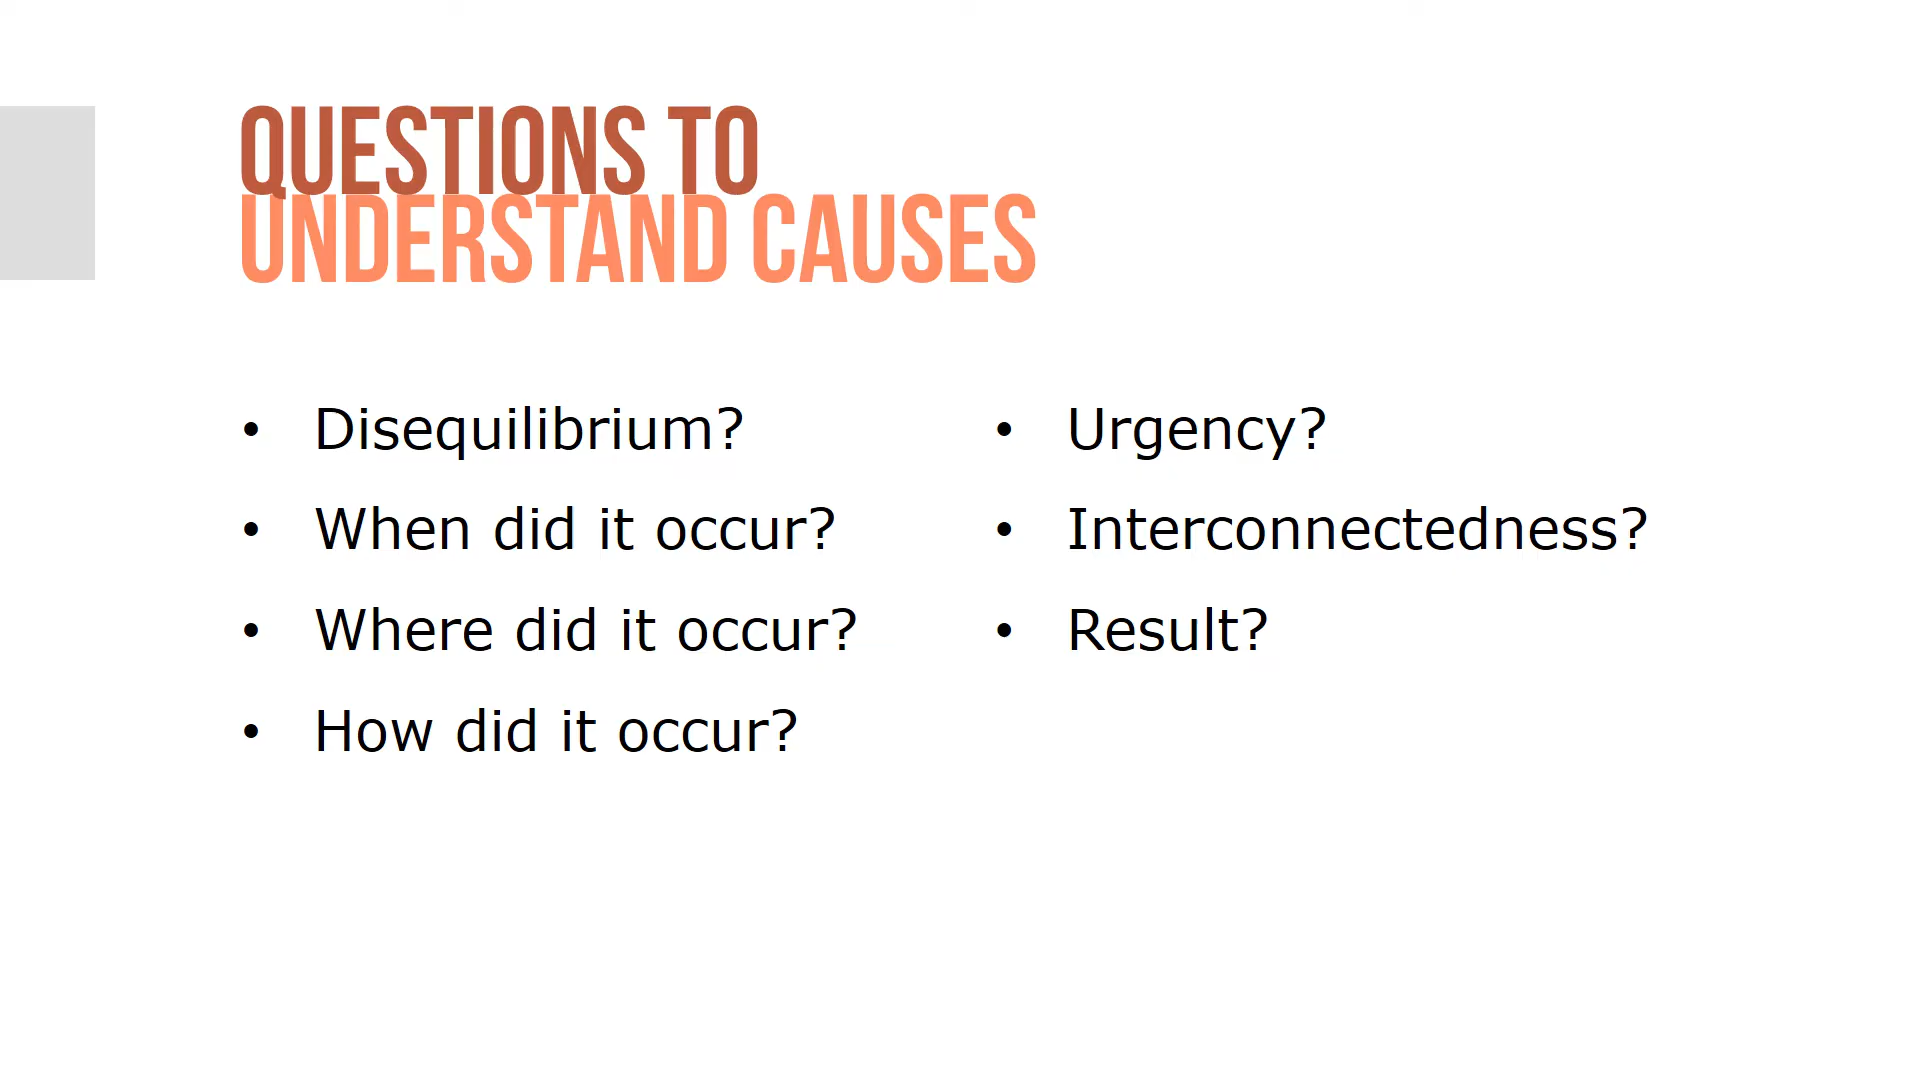 QUESTIONS TO
UNDERSTAND CAUSES
• Disequilibrium?
• When did it occur?
• Where did it occur?
• How did it occur?
• Urgency?
• Interconnectedness?
• Result?